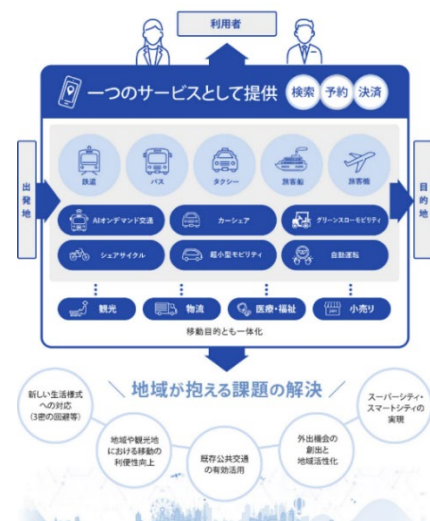 利用者
一つのサービスとして提供
検索
予約
決済
出発地
目的地
鉄道
バス
タクシー
旅客船
旅客機
AIオンデマンド交通
カーシェア
グリーンスローモビリティ
シェアサイクル
超小型モビリティ
自動運転
観光
物流
医療・福祉
小売り
移動目的とも一体化
地域が抱える課題の解決
新しい生活様式
への対応
(3密の回避等)
地域や観光地
における移動の
利便性向上
既存公共交通
の有効活用
外出機会の
創出と
地域活性化
スーパーシティ・
スマートシティの
実現